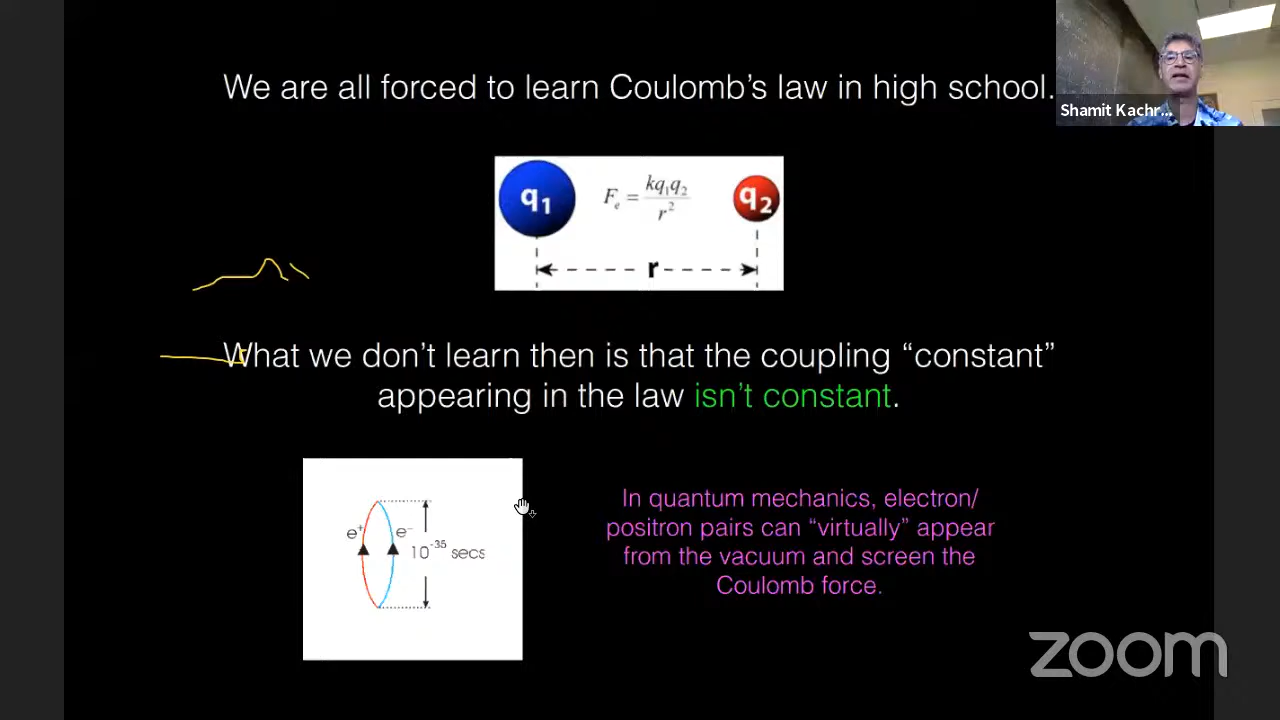 We are all forced to learn Coulomb's law in high school.
Shamit Kachr...
q₁
Fₑ = kq₁q₂ / r²
q₂
r
What we don't learn then is that the coupling “constant”
appearing in the law isn't constant.
e⁺
e⁻
10⁻³⁵ secs
In quantum mechanics, electron/
positron pairs can “virtually” appear
from the vacuum and screen the
Coulomb force.
zoom